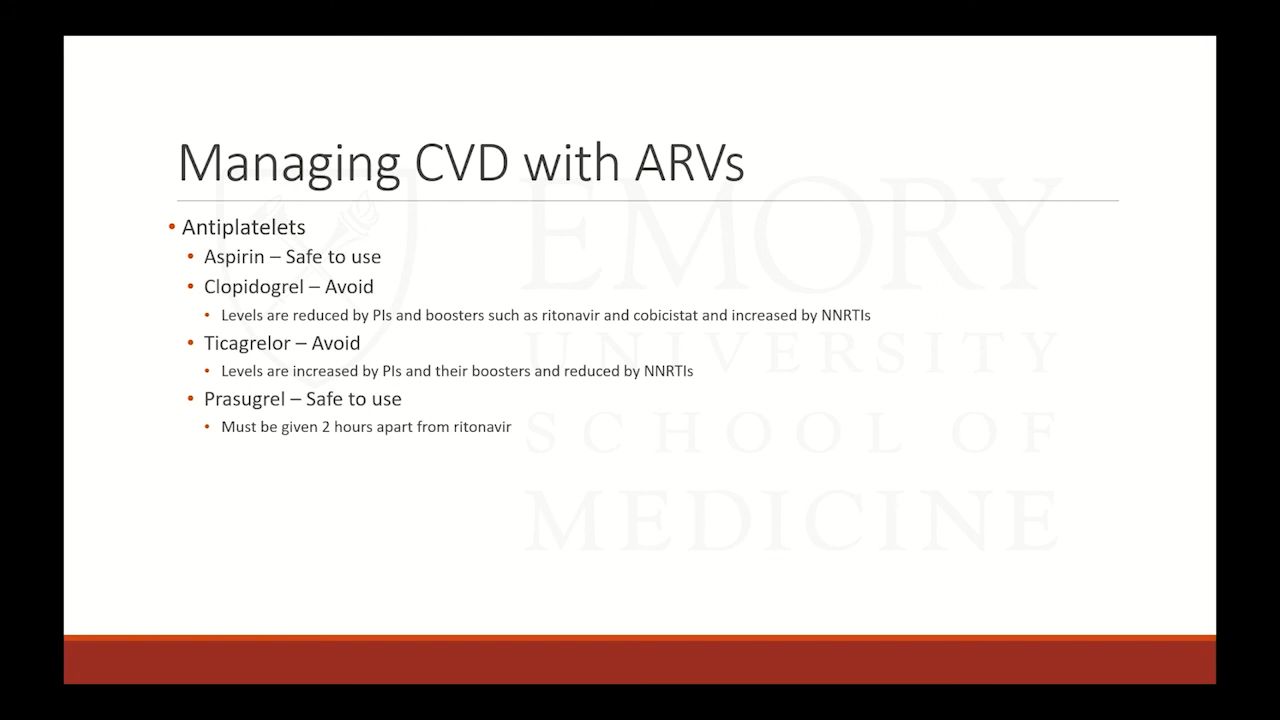 Managing CVD with ARVs
• Antiplatelets
• Aspirin – Safe to use
• Clopidogrel – Avoid
• Levels are reduced by PIs and boosters such as ritonavir and cobicistat and increased by NNRTIs
• Ticagrelor – Avoid
• Levels are increased by PIs and their boosters and reduced by NNRTIs
• Prasugrel – Safe to use
• Must be given 2 hours apart from ritonavir
EMORY
UNIVERSITY
SCHOOL OF
MEDICINE